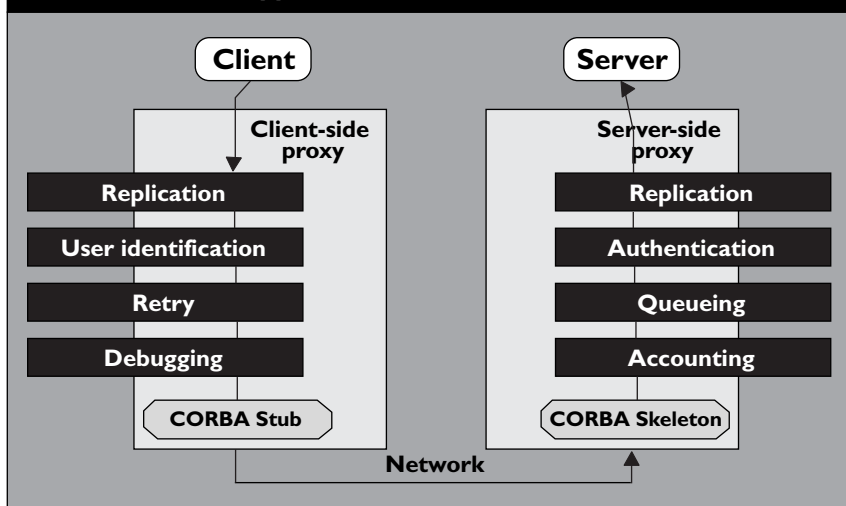 Client
Server
Client-side
proxy
Server-side
proxy
Replication
User identification
Retry
Debugging
CORBA Stub
Replication
Authentication
Queueing
Accounting
CORBA Skeleton
Network